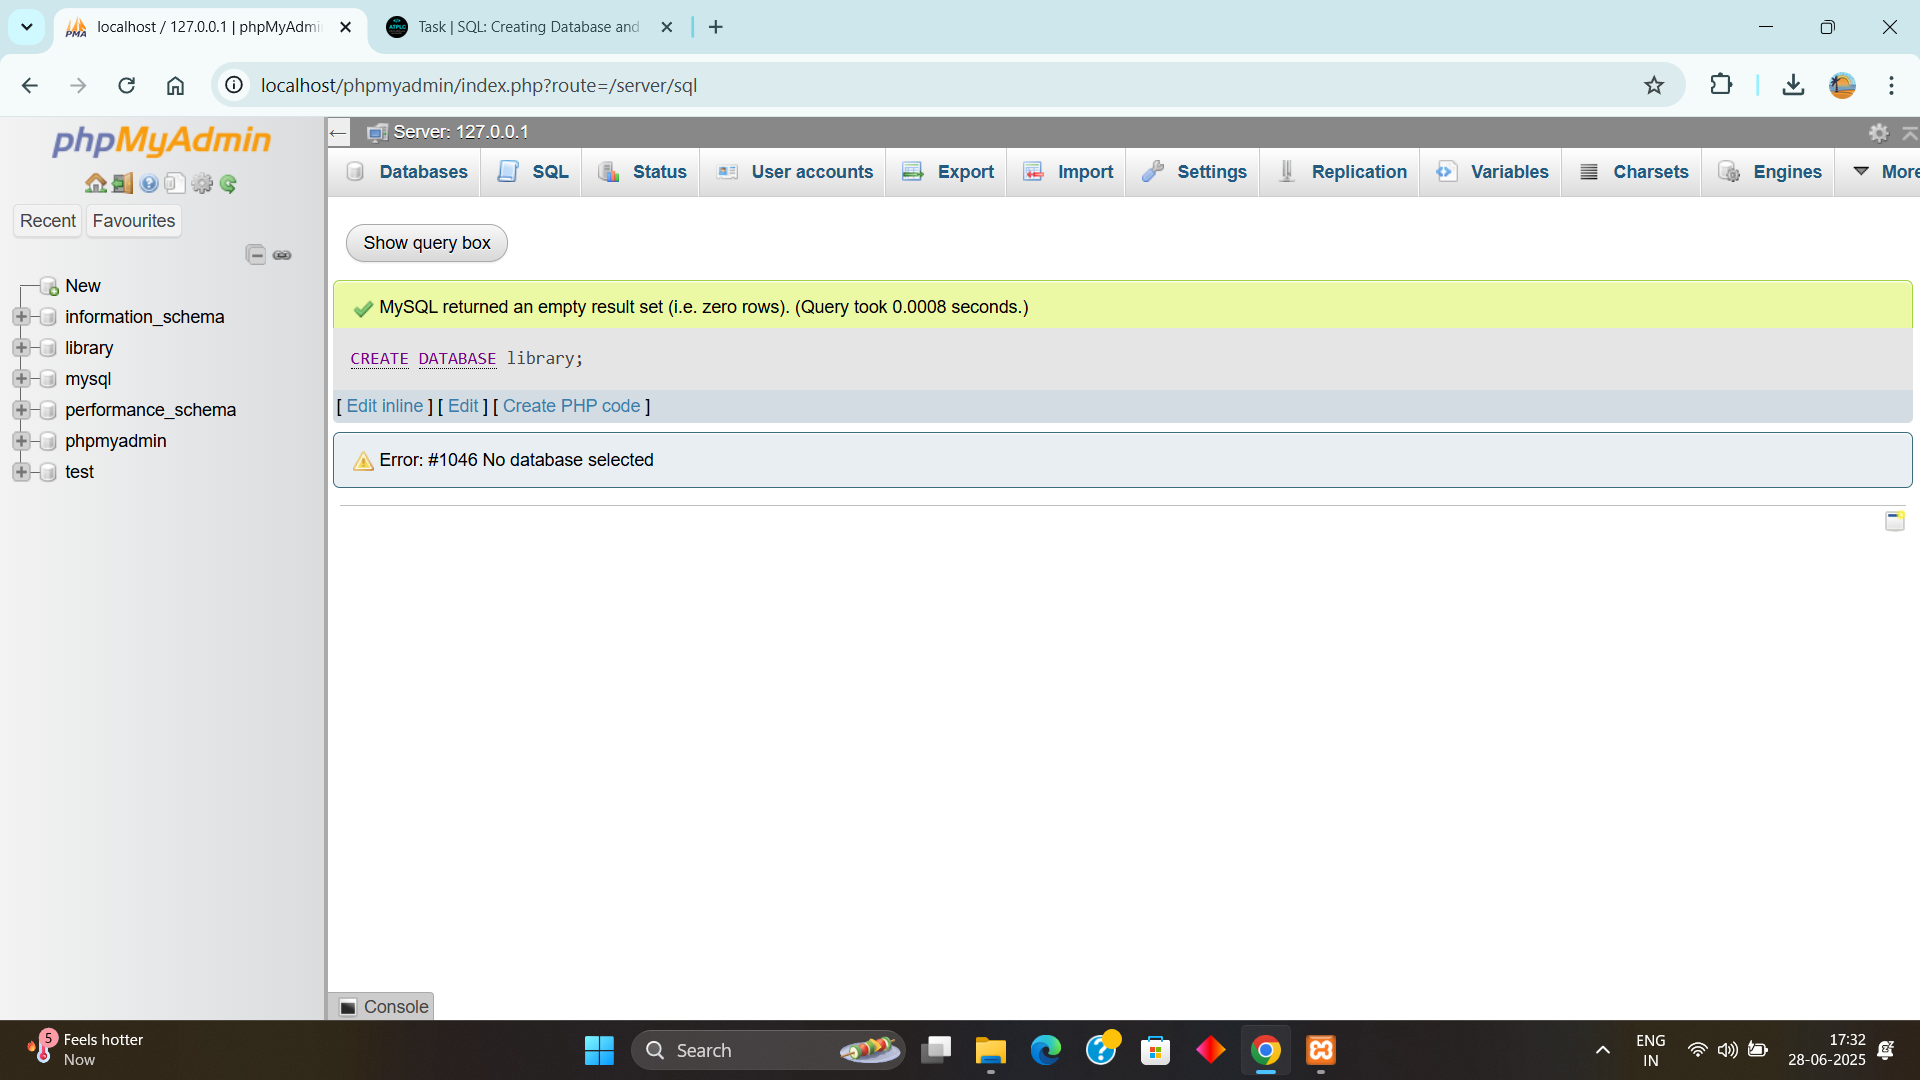 localhost / 127.0.0.1 | phpMyAdmi
Task | SQL: Creating Database and
localhost/phpmyadmin/index.php?route=/server/sql
phpMyAdmin
Recent
Favourites
New
information_schema
library
mysql
performance_schema
phpmyadmin
test
Server: 127.0.0.1
Databases
SQL
Status
User accounts
Export
Import
Settings
Replication
Variables
Charsets
Engines
More
Show query box
MySQL returned an empty result set (i.e. zero rows). (Query took 0.0008 seconds.)
CREATE DATABASE library;
[ Edit inline ] [ Edit ] [ Create PHP code ]
Error: #1046 No database selected
Console
5
Feels hotter
Now
Search
ENG
IN
17:32
28-06-2025